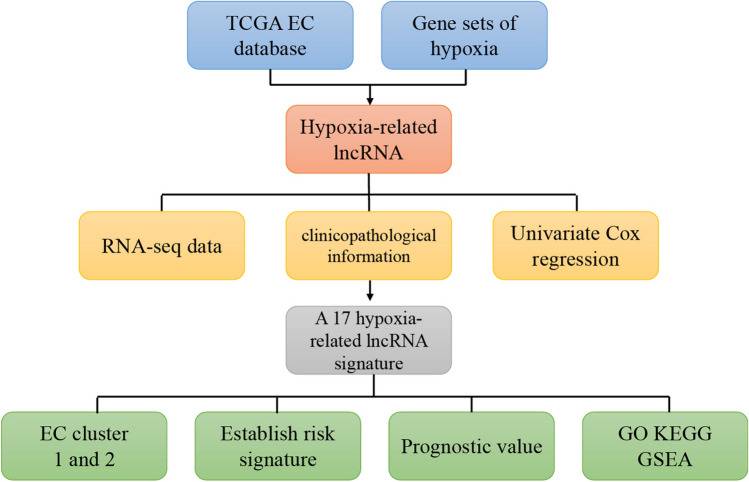 TCGA EC
database
Gene sets of
hypoxia
Hypoxia-related
lncRNA
RNA-seq data
clinicopathological
information
Univariate Cox
regression
A 17 hypoxia-
related lncRNA
signature
EC cluster
1 and 2
Establish risk
signature
Prognostic value
GO KEGG
GSEA